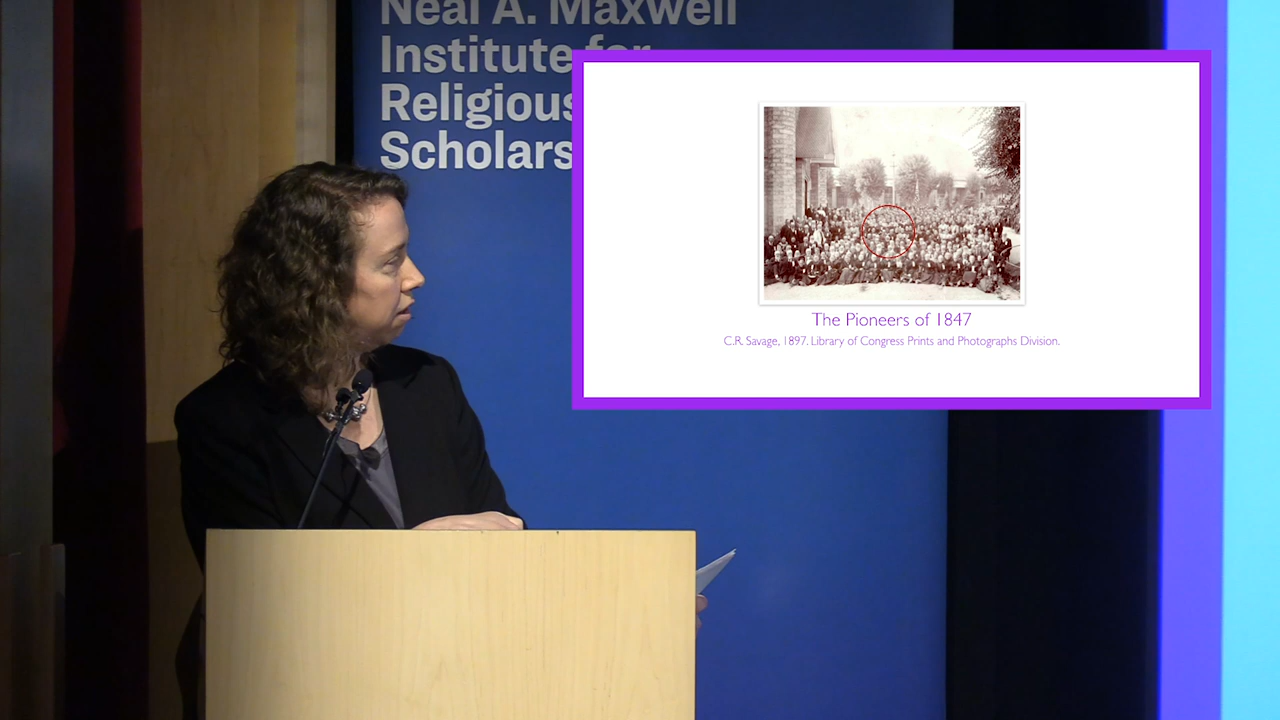 Neal A. Maxwell
Institute for
Religious
Scholars
The Pioneers of 1847
C.R. Savage, 1897. Library of Congress Prints and Photographs Division.